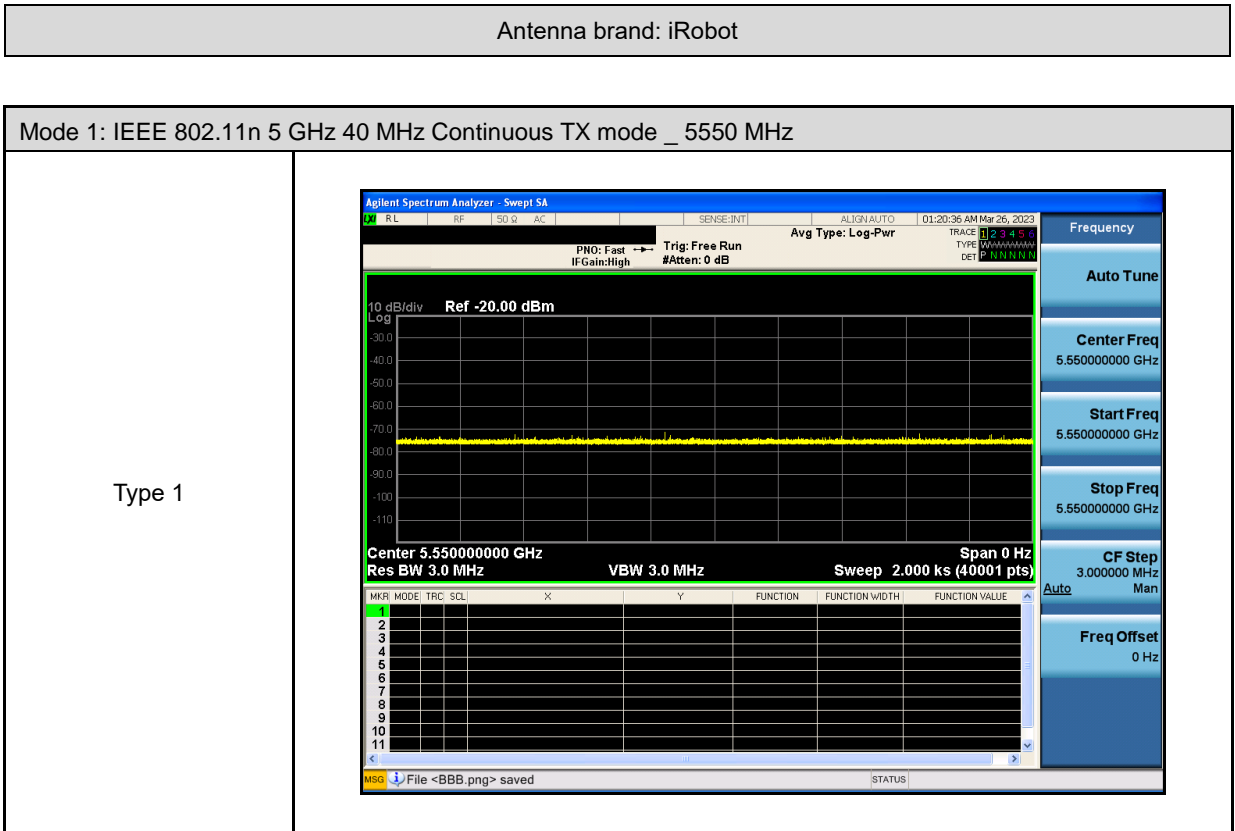 Antenna brand: iRobot
Mode 1: IEEE 802.11n 5 GHz 40 MHz Continuous TX mode _ 5550 MHz
Type 1
Agilent Spectrum Analyzer - Swept SA
LXI RL RF 50 Ω AC SENSE:INT ALIGN AUTO 01:20:36 AM Mar 26, 2023
Avg Type: Log-Pwr
TRACE 1 2 3 4 5 6
TYPE W
DET P N N N N N
PNO: Fast
IFGain:High
Trig: Free Run
#Atten: 0 dB
10 dB/div Ref -20.00 dBm
Log
-30.0
-40.0
-50.0
-60.0
-70.0
-80.0
-90.0
-100
-110
Center 5.550000000 GHz Span 0 Hz
Res BW 3.0 MHz VBW 3.0 MHz Sweep 2.000 ks (40001 pts)
MKR MODE TRC SCL X Y FUNCTION FUNCTION WIDTH FUNCTION VALUE
1
2
3
4
5
6
7
8
9
10
11
MSG File <BBB.png> saved STATUS
Frequency
Auto Tune
Center Freq
5.550000000 GHz
Start Freq
5.550000000 GHz
Stop Freq
5.550000000 GHz
CF Step
3.000000 MHz
Auto Man
Freq Offset
0 Hz